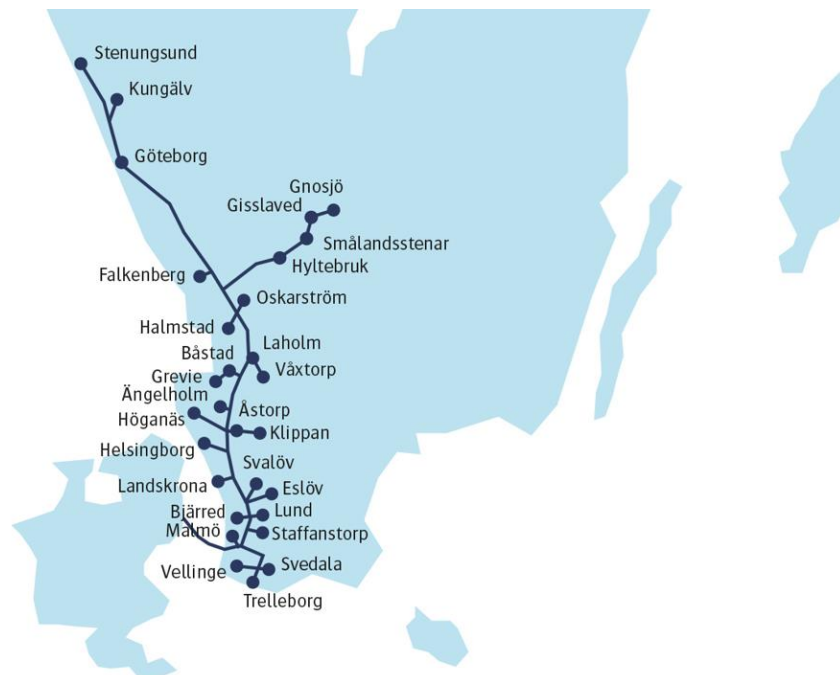 Stenungsund
Kungälv
Göteborg
Gnosjö
Gisslaved
Smålandsstenar
Hyltebruk
Falkenberg
Oskarström
Halmstad
Laholm
Båstad
Våxtorp
Grevie
Ängelholm
Åstorp
Höganäs
Klippan
Helsingborg
Svalöv
Landskrona
Eslöv
Bjärred
Lund
Malmö
Staffanstorp
Vellinge
Svedala
Trelleborg